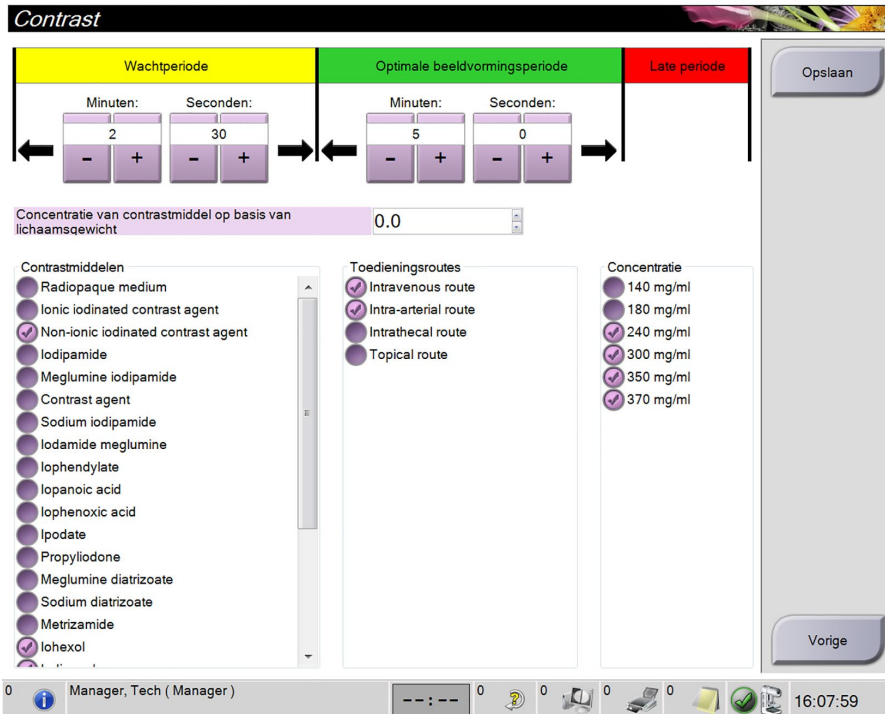 Contrast
Wachtperiode
Optimale beeldvormingsperiode
Late periode
Opslaan
Minuten: Seconden:
2 30
- + - +
Minuten: Seconden:
5 0
- + - +
Concentratie van contrastmiddel op basis van
lichaamsgewicht
0.0
Contrastmiddelen
Radiopaque medium
Ionic iodinated contrast agent
Non-ionic iodinated contrast agent
Iodipamide
Meglumine iodipamide
Contrast agent
Sodium iodipamide
Iodamide meglumine
Iophendylate
Iopanoic acid
Iophenoxic acid
Ipodate
Propyliodone
Meglumine diatrizoate
Sodium diatrizoate
Metrizamide
Iohexol
Toedieningsroutes
Intravenous route
Intra-arterial route
Intrathecal route
Topical route
Concentratie
140 mg/ml
180 mg/ml
240 mg/ml
300 mg/ml
350 mg/ml
370 mg/ml
Vorige
0 Manager, Tech ( Manager ) --:-- 0 0 0 0 16:07:59